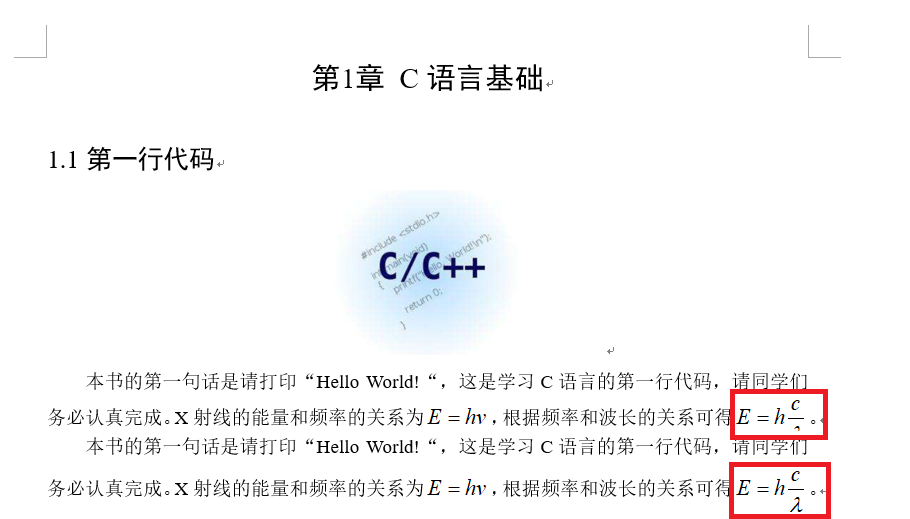 第1章 C 语言基础
1.1 第一行代码
#include <stdio.h>
int main(void)
{ printf("Hello, World!\n");
C/C++
return 0;
}
本书的第一句话是请打印“Hello World! “，这是学习 C 语言的第一行代码，请同学们
务必认真完成。X 射线的能量和频率的关系为 E = hν，根据频率和波长的关系可得 E = h c/λ 。
本书的第一句话是请打印“Hello World! “，这是学习 C 语言的第一行代码，请同学们
务必认真完成。X 射线的能量和频率的关系为 E = hν，根据频率和波长的关系可得 E = h c/λ 。